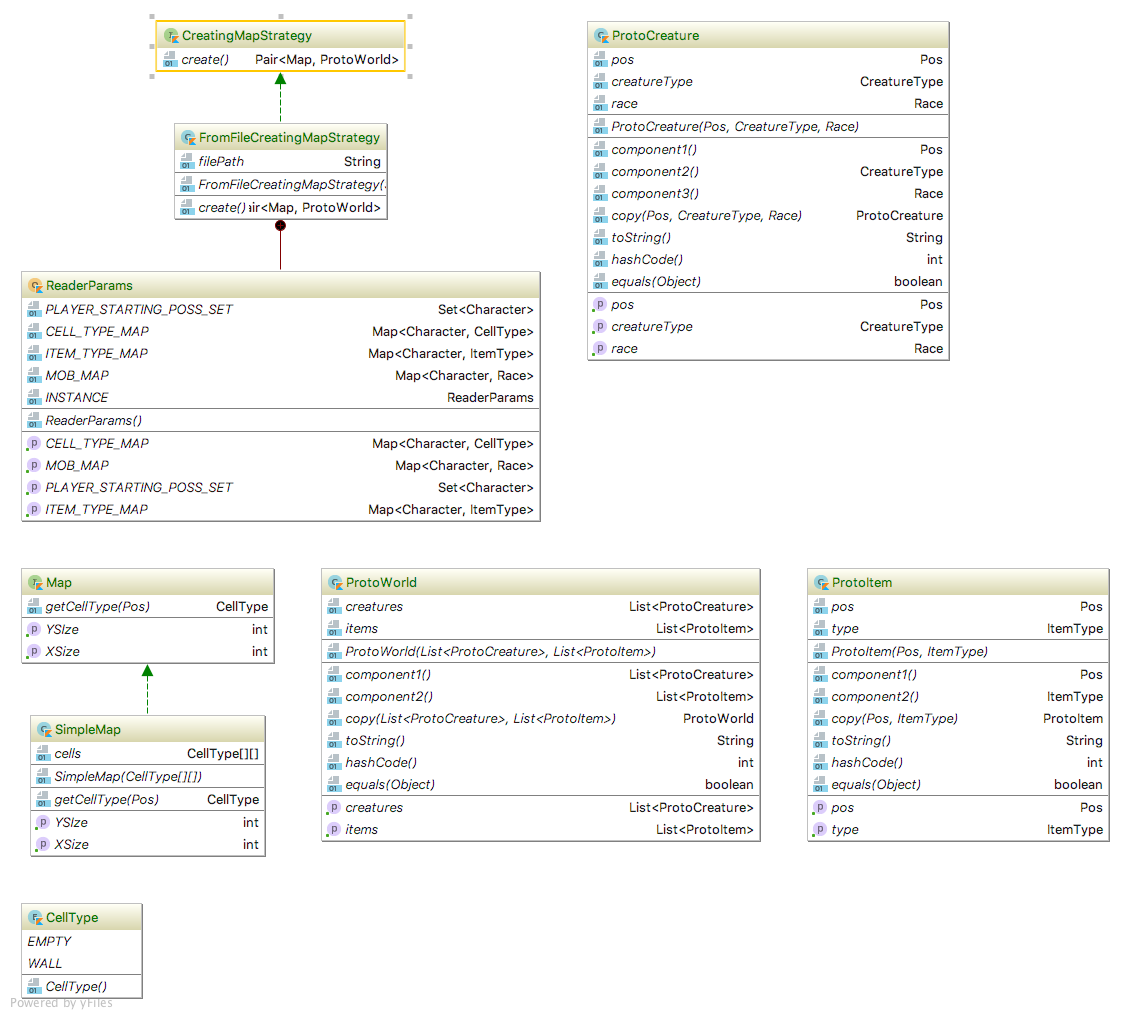 CreatingMapStrategy
create() Pair<Map, ProtoWorld>
FromFileCreatingMapStrategy
filePath String
FromFileCreatingMapStrategy(
create() air<Map, ProtoWorld>
ReaderParams
PLAYER_STARTING_POSS_SET Set<Character>
CELL_TYPE_MAP Map<Character, CellType>
ITEM_TYPE_MAP Map<Character, ItemType>
MOB_MAP Map<Character, Race>
INSTANCE ReaderParams
ReaderParams()
CELL_TYPE_MAP Map<Character, CellType>
MOB_MAP Map<Character, Race>
PLAYER_STARTING_POSS_SET Set<Character>
ITEM_TYPE_MAP Map<Character, ItemType>
ProtoCreature
pos Pos
creatureType CreatureType
race Race
ProtoCreature(Pos, CreatureType, Race)
component1() Pos
component2() CreatureType
component3() Race
copy(Pos, CreatureType, Race) ProtoCreature
toString() String
hashCode() int
equals(Object) boolean
pos Pos
creatureType CreatureType
race Race
Map
getCellType(Pos) CellType
YSIze int
XSize int
SimpleMap
cells CellType[][]
SimpleMap(CellType[][])
getCellType(Pos) CellType
YSIze int
XSize int
ProtoWorld
creatures List<ProtoCreature>
items List<ProtoItem>
ProtoWorld(List<ProtoCreature>, List<ProtoItem>)
component1() List<ProtoCreature>
component2() List<ProtoItem>
copy(List<ProtoCreature>, List<ProtoItem>) ProtoWorld
toString() String
hashCode() int
equals(Object) boolean
creatures List<ProtoCreature>
items List<ProtoItem>
ProtoItem
pos Pos
type ItemType
ProtoItem(Pos, ItemType)
component1() Pos
component2() ItemType
copy(Pos, ItemType) ProtoItem
toString() String
hashCode() int
equals(Object) boolean
pos Pos
type ItemType
CellType
EMPTY
WALL
CellType()
Powered by yFiles